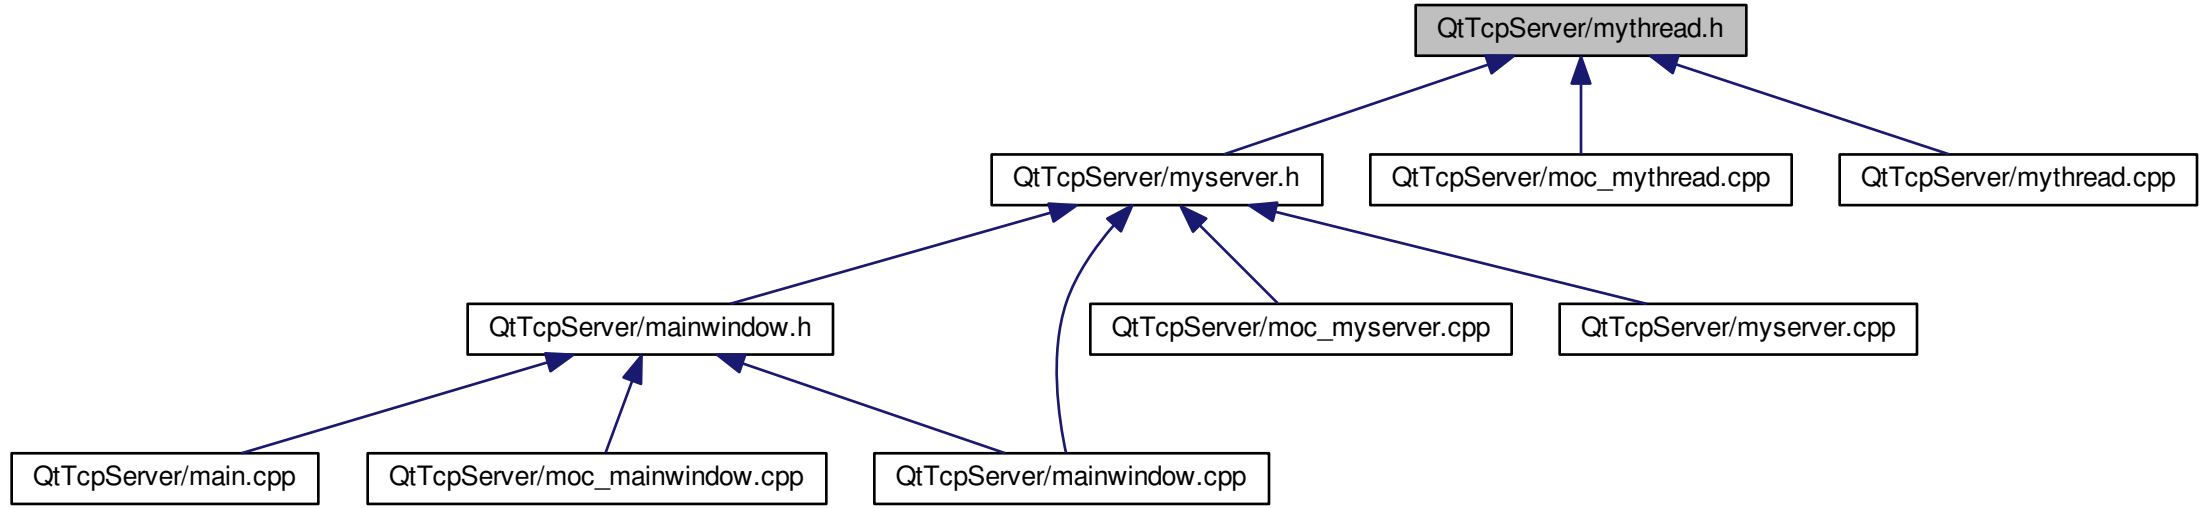 QtTcpServer/mythread.h
QtTcpServer/myserver.h
QtTcpServer/moc_mythread.cpp
QtTcpServer/mythread.cpp
QtTcpServer/mainwindow.h
QtTcpServer/moc_myserver.cpp
QtTcpServer/myserver.cpp
QtTcpServer/main.cpp
QtTcpServer/moc_mainwindow.cpp
QtTcpServer/mainwindow.cpp